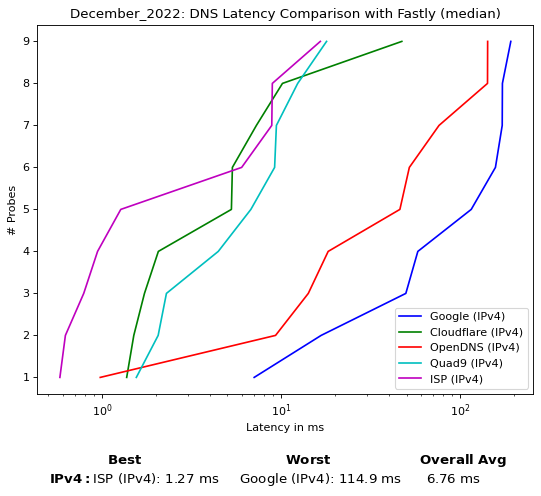 December_2022: DNS Latency Comparison with Fastly (median)
# Probes
9
8
7
6
5
4
3
2
1
Google (IPv4)
Cloudflare (IPv4)
OpenDNS (IPv4)
Quad9 (IPv4)
ISP (IPv4)
10⁰ 10¹ 10²
Latency in ms
Best Worst Overall Avg
IPv4: ISP (IPv4): 1.27 ms Google (IPv4): 114.9 ms 6.76 ms